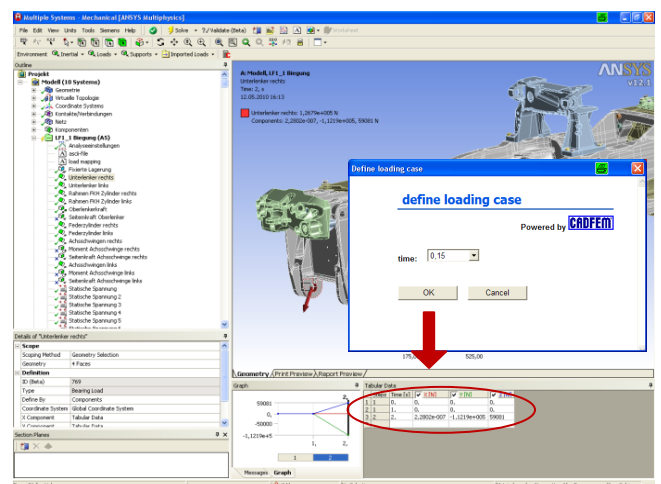 Multiple Systems - Mechanical [ANSYS Multiphysics]
File Edit View Units Tools Siemens Help Solve ?/Validate (beta) Worksheet
Environment Inertial Loads Supports Imported Loads
Outline
Projekt
Modell (10 Systems)
Geometrie
Virtuelle Topologie
Coordinate Systems
Kontakte/Verbindungen
Netz
Komponenten
LF1_1 Biegung (A5)
Analyseeinstellungen
ascii-file
load mapping
Fixierte Lagerung
Unterlenker rechts
Unterlenker links
Rahmen FKH Zylinder rechts
Rahmen FKH Zylinder links
Oberlenkerkraft
Seitenkraft Oberlenker
Federzylinder rechts
Federzylinder links
Achsschwingen rechts
Moment Achsschwinge rechts
Seitenkraft Achsschwinge rechts
Achsschwingen links
Moment Achsschwinge links
Seitenkraft Achsschwinge links
Statische Spannung
Statische Spannung 2
Statische Spannung 3
Statische Spannung 4
Statische Spannung 5
A: Modell, LF1_1 Biegung
Unterlenker rechts
Time: 2, s
12.05.2010 16:13
Unterlenker rechts: 1,2679e+005 N
Components: 2,2802e-007, -1,1219e+005, 59081 N
ANSYS
v12.1
Define loading case
define loading case
Powered by CADFEM
time: 0,15
OK Cancel
175,00 525,00
Geometry Print Preview Report Preview
Details of "Unterlenker rechts"
Scope
Scoping Method Geometry Selection
Geometry 4 Faces
Definition
ID (Beta) 769
Type Bearing Load
Define By Components
Coordinate System Global Coordinate System
X Component Tabular Data
Y Component Tabular Data
Section Planes
Graph
59081
0,
-50000
-1,1219e+5
2,
1, 2,
1 2
Messages Graph
Tabular Data
Steps Time [s] X [N] Y [N] Z [N]
1 1 0, 0, 0, 0,
2 1 1, 0, 0, 0,
3 2 2, 2,2802e-007 -1,1219e+005 59081